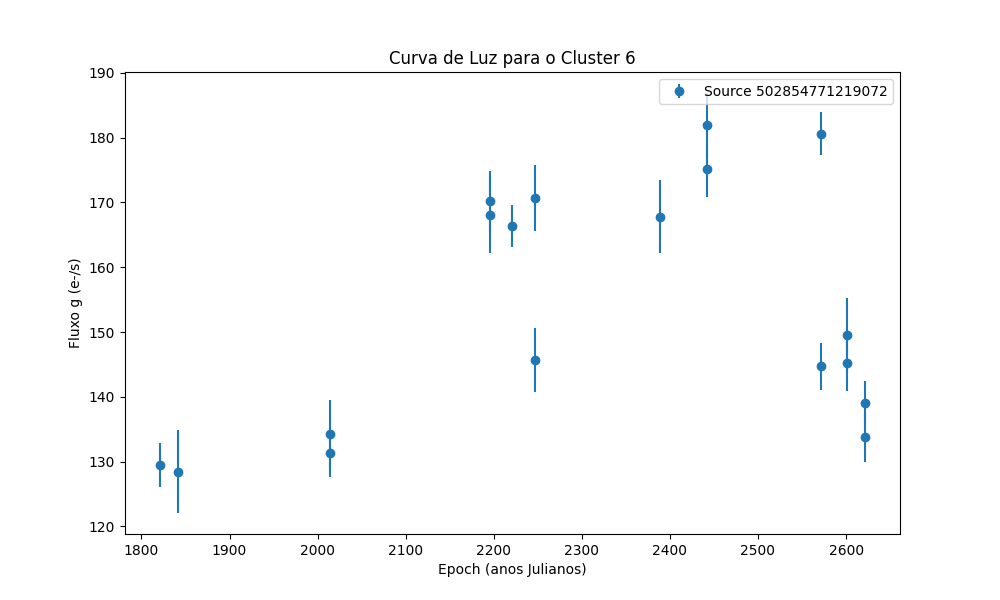 Curva de Luz para o Cluster 6
Source 502854771219072
Fluxo g (e-/s)
190
180
170
160
150
140
130
120
1800 1900 2000 2100 2200 2300 2400 2500 2600
Epoch (anos Julianos)